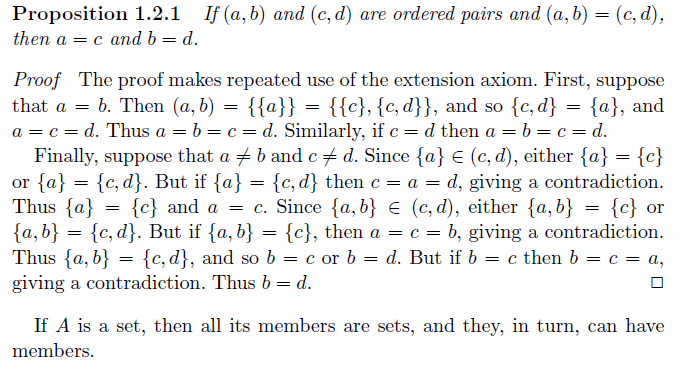 Proposition 1.2.1 If (a, b) and (c, d) are ordered pairs and (a, b) = (c, d),
then a = c and b = d.
Proof The proof makes repeated use of the extension axiom. First, suppose
that a = b. Then (a, b) = {{a}} = {{c}, {c, d}}, and so {c, d} = {a}, and
a = c = d. Thus a = b = c = d. Similarly, if c = d then a = b = c = d.
Finally, suppose that a ≠ b and c ≠ d. Since {a} ∈ (c, d), either {a} = {c}
or {a} = {c, d}. But if {a} = {c, d} then c = a = d, giving a contradiction.
Thus {a} = {c} and a = c. Since {a, b} ∈ (c, d), either {a, b} = {c} or
{a, b} = {c, d}. But if {a, b} = {c}, then a = c = b, giving a contradiction.
Thus {a, b} = {c, d}, and so b = c or b = d. But if b = c then b = c = a,
giving a contradiction. Thus b = d. □
If A is a set, then all its members are sets, and they, in turn, can have
members.